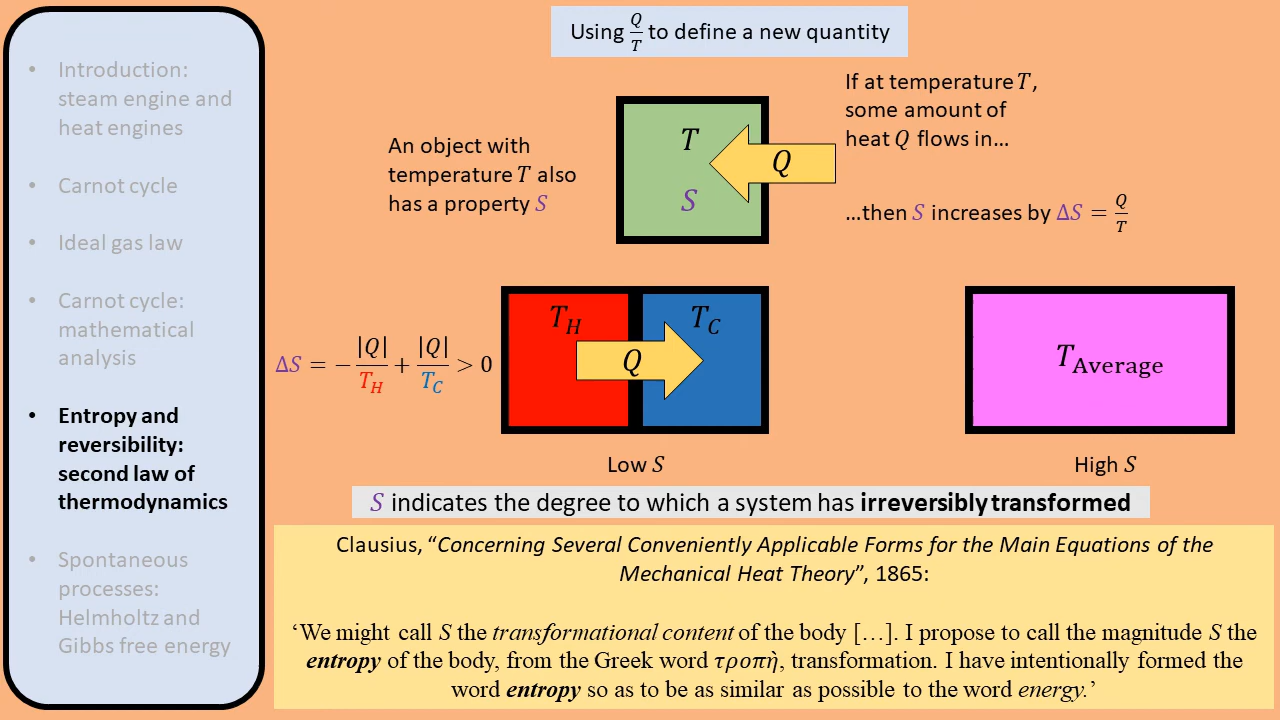 • Introduction:
steam engine and
heat engines
• Carnot cycle
• Ideal gas law
• Carnot cycle:
mathematical
analysis
• Entropy and
reversibility:
second law of
thermodynamics
• Spontaneous
processes:
Helmholtz and
Gibbs free energy
Using Q/T to define a new quantity
An object with
temperature T also
has a property S
T
S
Q
If at temperature T,
some amount of
heat Q flows in…
…then S increases by ΔS = Q/T
ΔS = −|Q|/T_H + |Q|/T_C > 0
T_H
T_C
Q
Low S
T_Average
High S
S indicates the degree to which a system has irreversibly transformed
Clausius, “Concerning Several Conveniently Applicable Forms for the Main Equations of the
Mechanical Heat Theory”, 1865:
‘We might call S the transformational content of the body […]. I propose to call the magnitude S the
entropy of the body, from the Greek word τροπὴ, transformation. I have intentionally formed the
word entropy so as to be as similar as possible to the word energy.’